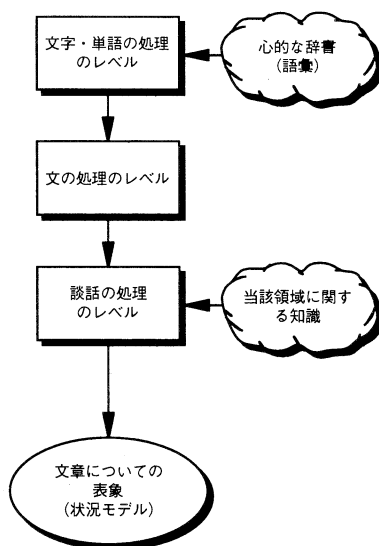 文字・単語の処理
のレベル
心的な辞書
(語彙)
文の処理のレベル
談話の処理
のレベル
当該領域に関す
る知識
文章についての
表象
(状況モデル)